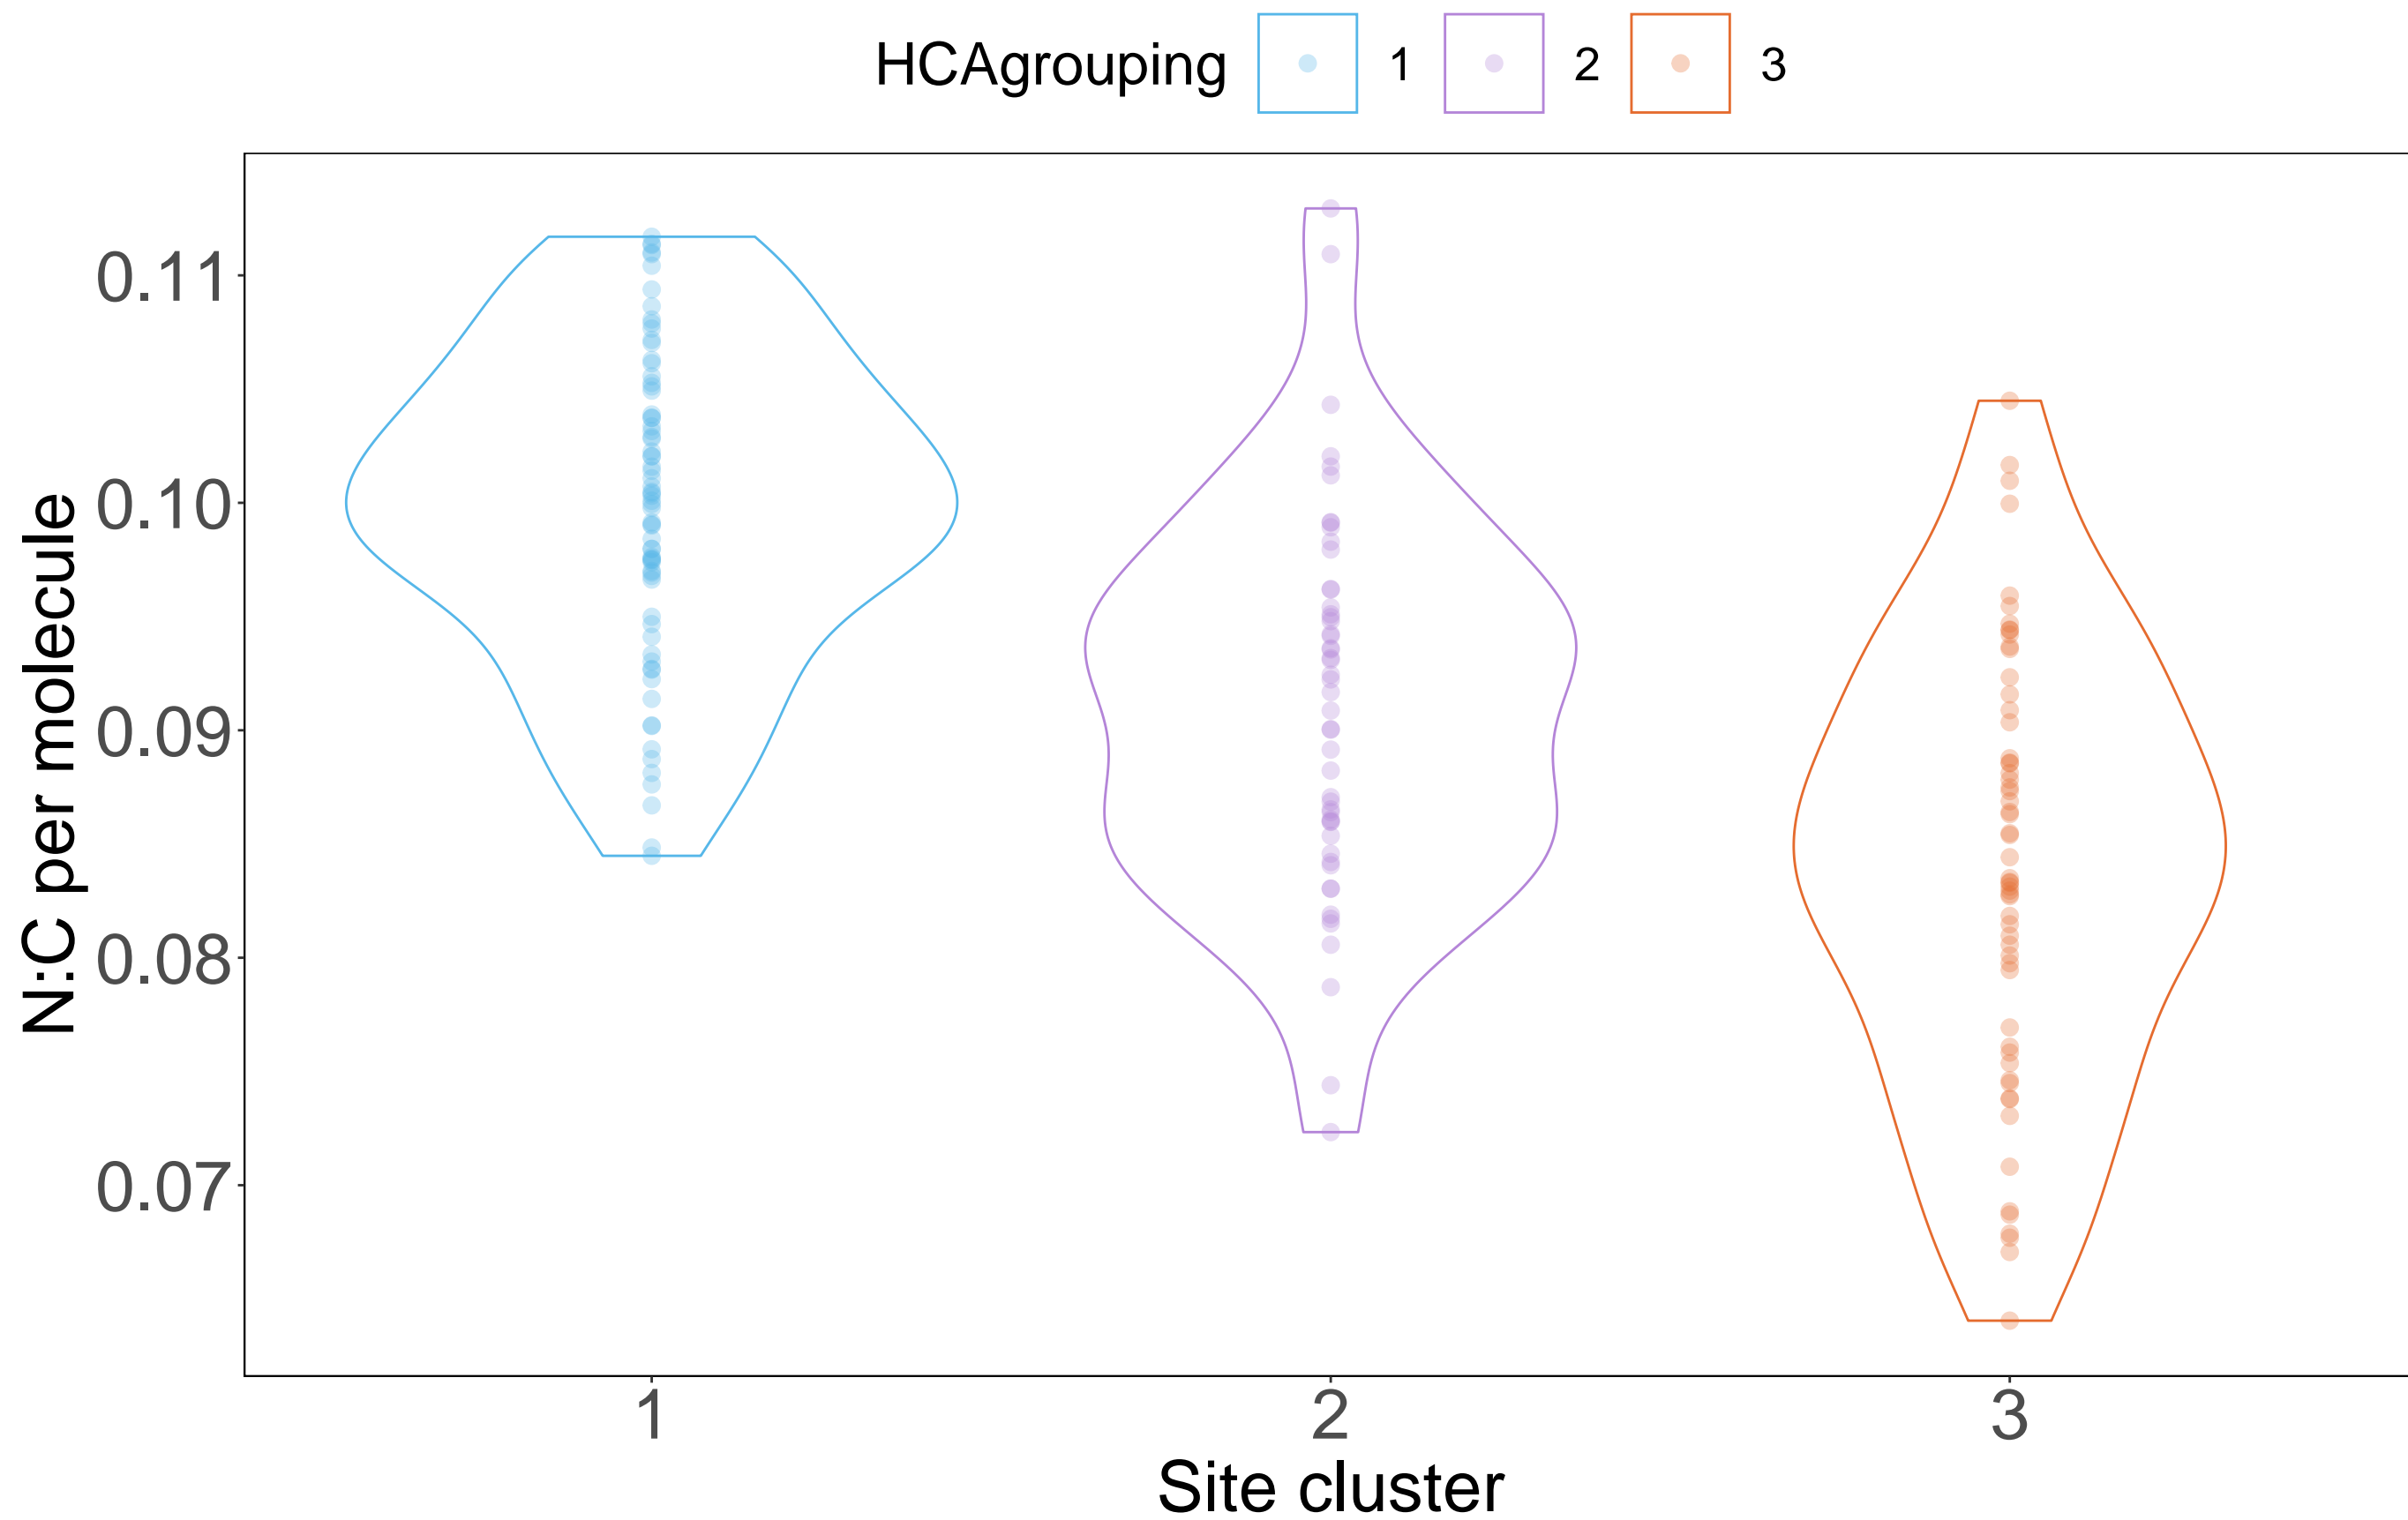 HCAgrouping 1 2 3
N:C per molecule
0.11
0.10
0.09
0.08
0.07
1 2 3
Site cluster